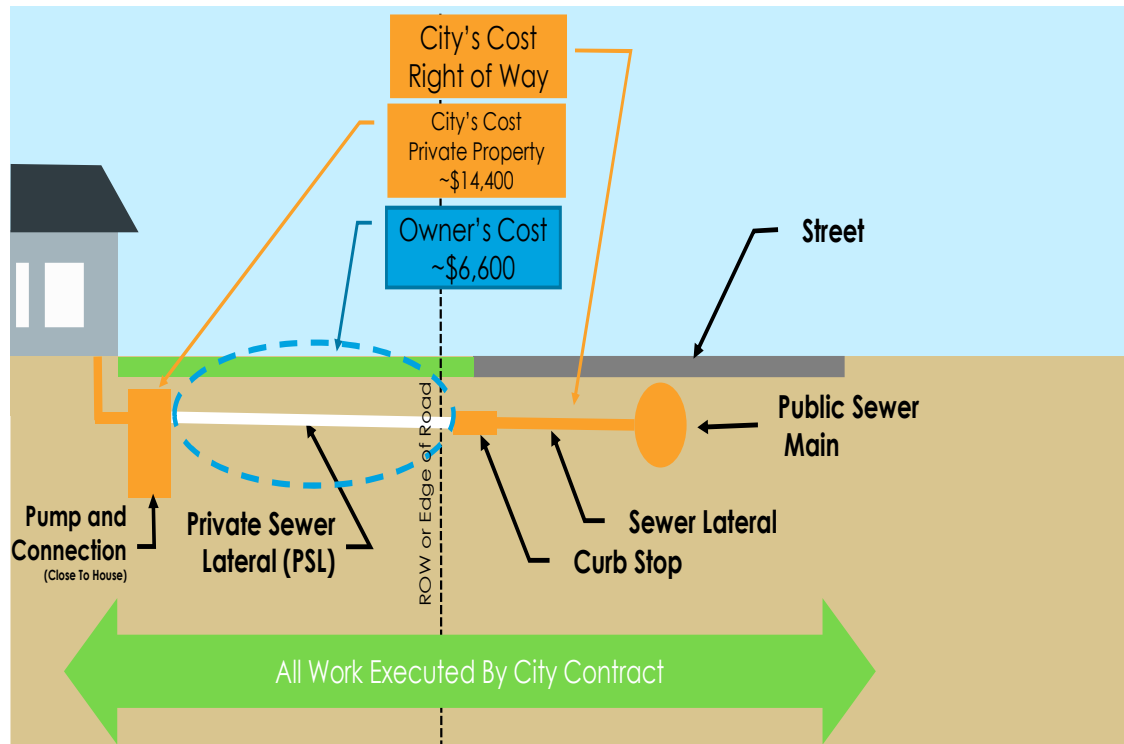 City's Cost
Right of Way
City's Cost
Private Property
~$14,400
Owner's Cost
~$6,600
Street
Public Sewer
Main
Sewer Lateral
Curb Stop
ROW or Edge of Road
Private Sewer
Lateral (PSL)
Pump and
Connection
(Close To House)
All Work Executed By City Contract